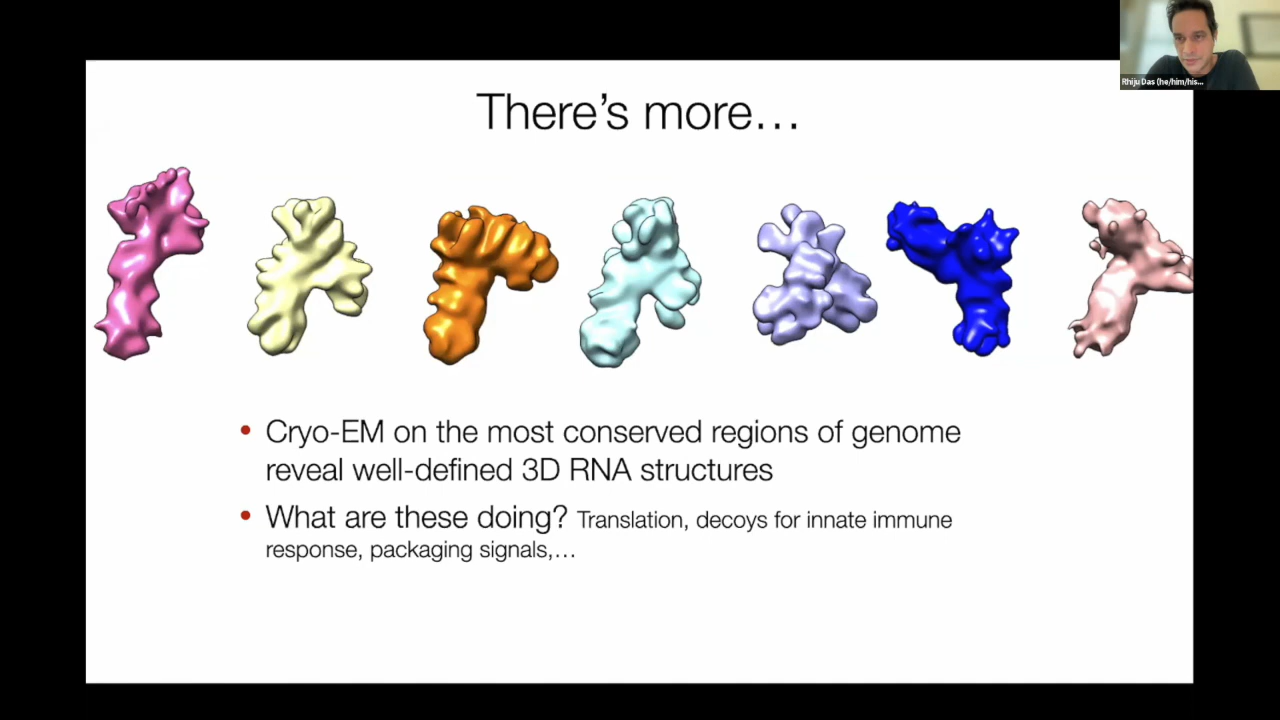 Rhiju Das (he/him/his...
There's more…
• Cryo-EM on the most conserved regions of genome
reveal well-defined 3D RNA structures
• What are these doing? Translation, decoys for innate immune
response, packaging signals,…